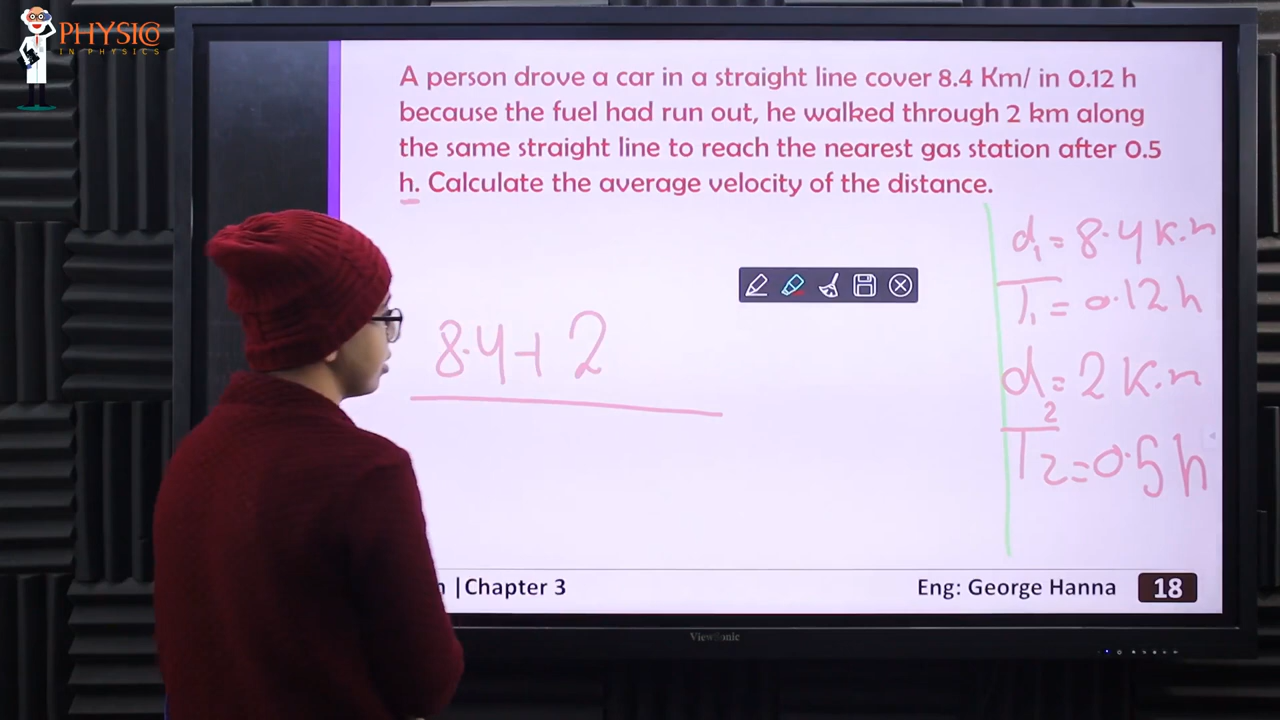 PHYSICO
IN PHYSICS
A person drove a car in a straight line cover 8.4 Km/ in 0.12 h
because the fuel had run out, he walked through 2 km along
the same straight line to reach the nearest gas station after 0.5
h. Calculate the average velocity of the distance.
d1 = 8.4 K.m
T1 = 0.12 h
8.4 + 2
d2 = 2 K.m
T2 = 0.5 h
| Chapter 3
Eng: George Hanna
18
ViewSonic